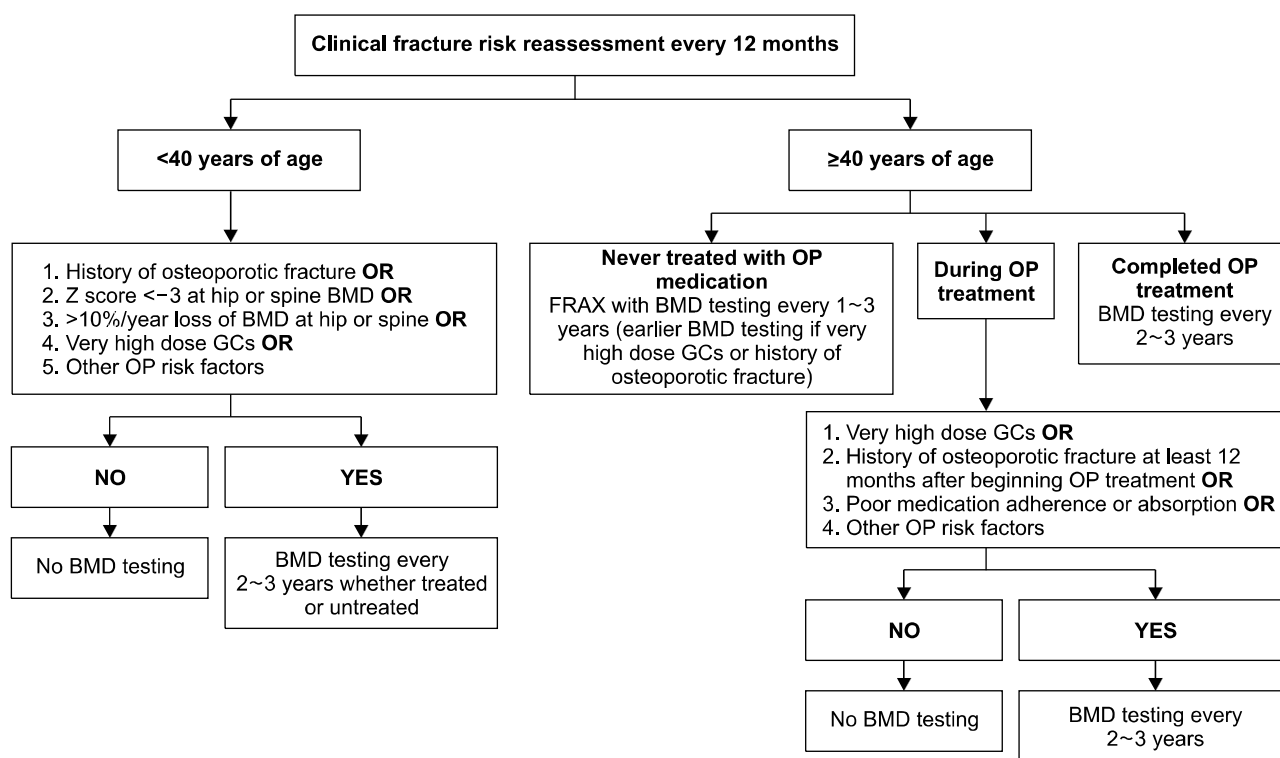 Clinical fracture risk reassessment every 12 months
<40 years of age
≥40 years of age
1. History of osteoporotic fracture OR
2. Z score <−3 at hip or spine BMD OR
3. >10%/year loss of BMD at hip or spine OR
4. Very high dose GCs OR
5. Other OP risk factors
NO
YES
No BMD testing
BMD testing every
2~3 years whether treated
or untreated
Never treated with OP
medication
FRAX with BMD testing every 1~3
years (earlier BMD testing if very
high dose GCs or history of
osteoporotic fracture)
During OP
treatment
Completed OP
treatment
BMD testing every
2~3 years
1. Very high dose GCs OR
2. History of osteoporotic fracture at least 12
months after beginning OP treatment OR
3. Poor medication adherence or absorption OR
4. Other OP risk factors
NO
YES
No BMD testing
BMD testing every
2~3 years